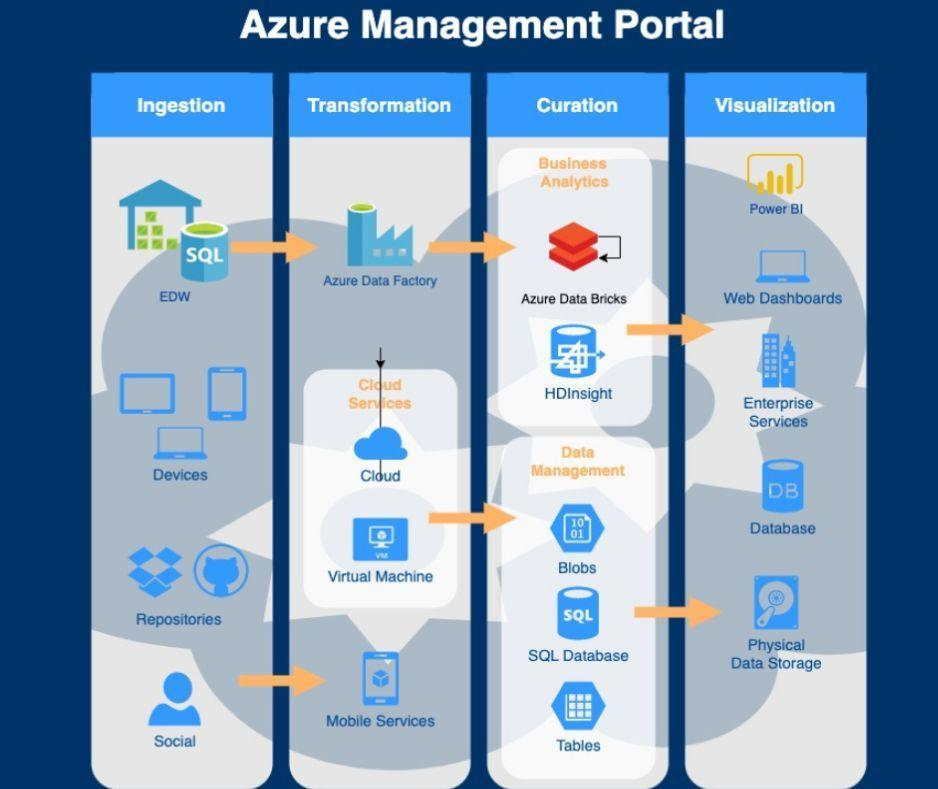 Azure Management Portal
Ingestion
SQL
EDW
Devices
Repositories
Social
Transformation
Azure Data Factory
Cloud
Services
Cloud
VM
Virtual Machine
Mobile Services
Curation
Business
Analytics
Azure Data Bricks
HDInsight
Data
Management
10
01
Blobs
SQL
SQL Database
Tables
Visualization
Power BI
Web Dashboards
Enterprise
Services
DB
Database
Physical
Data Storage